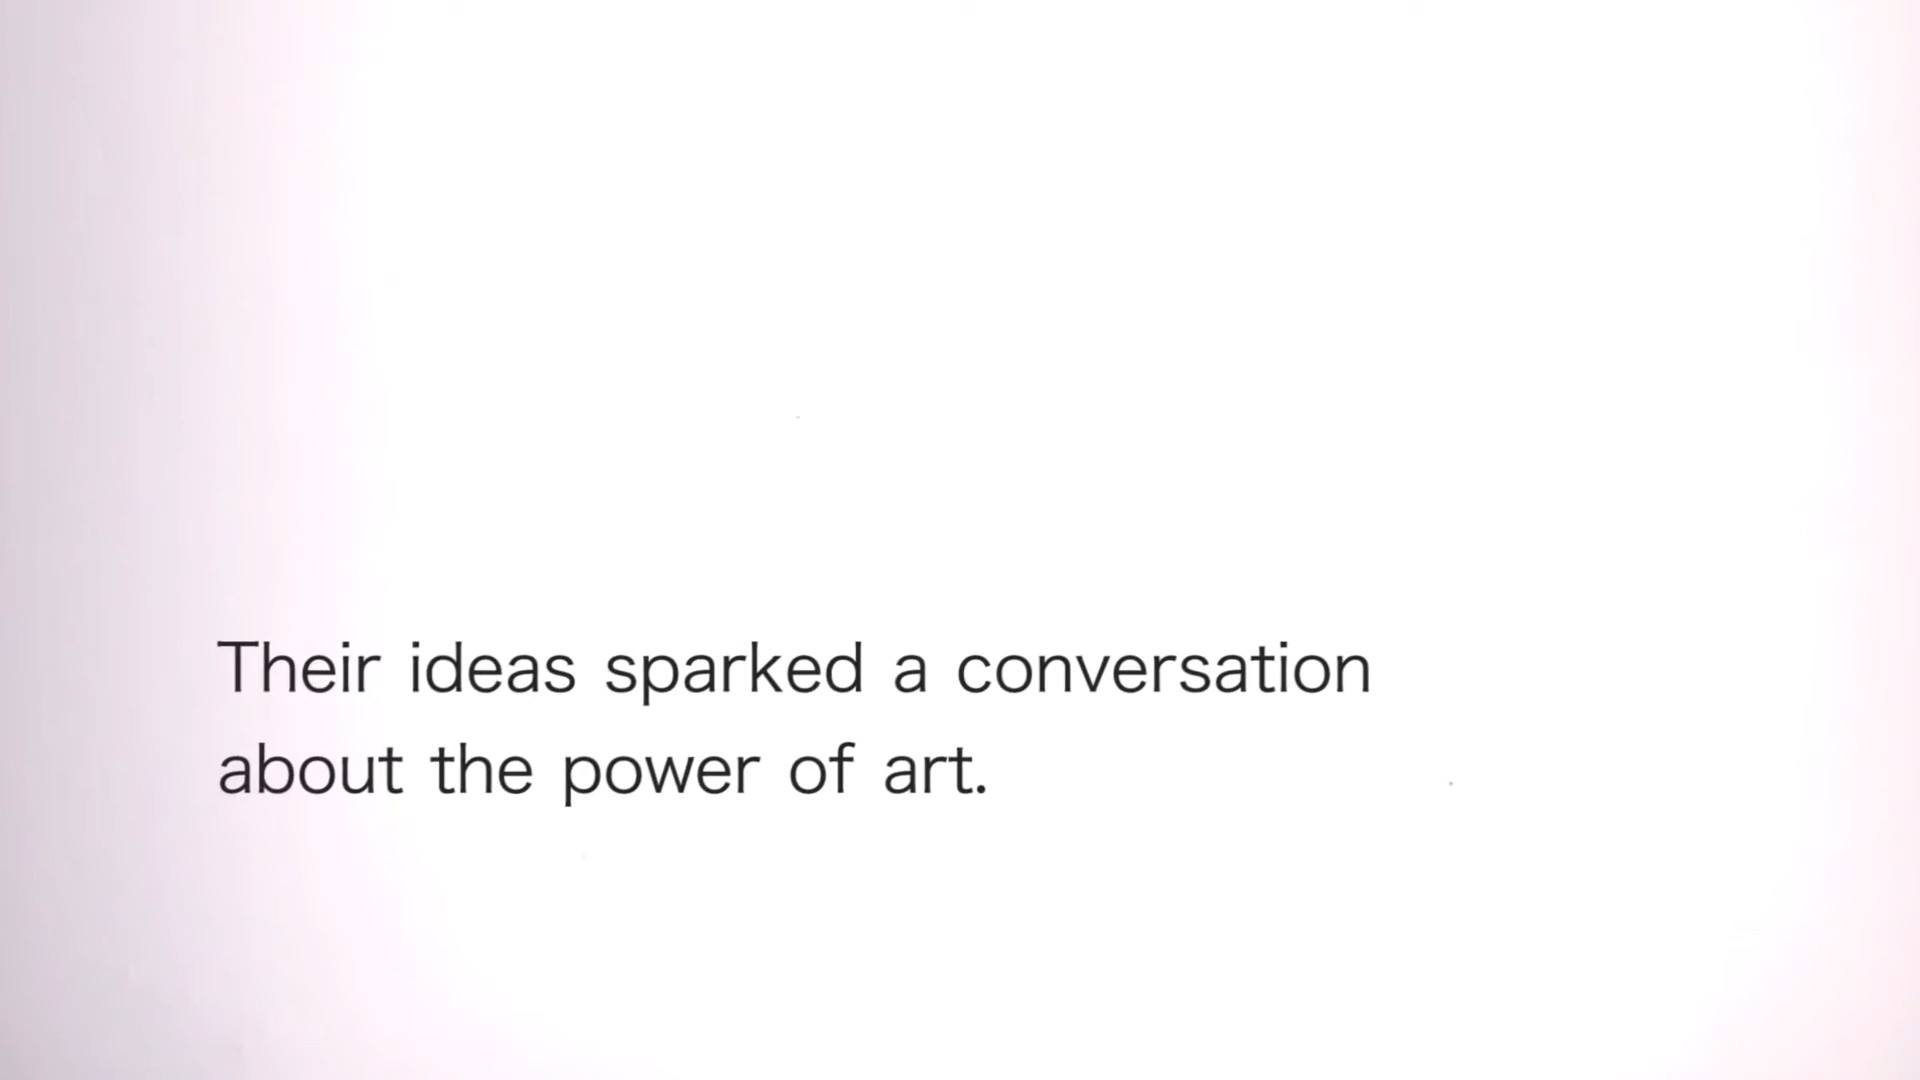 Their ideas sparked a conversation
about the power of art.